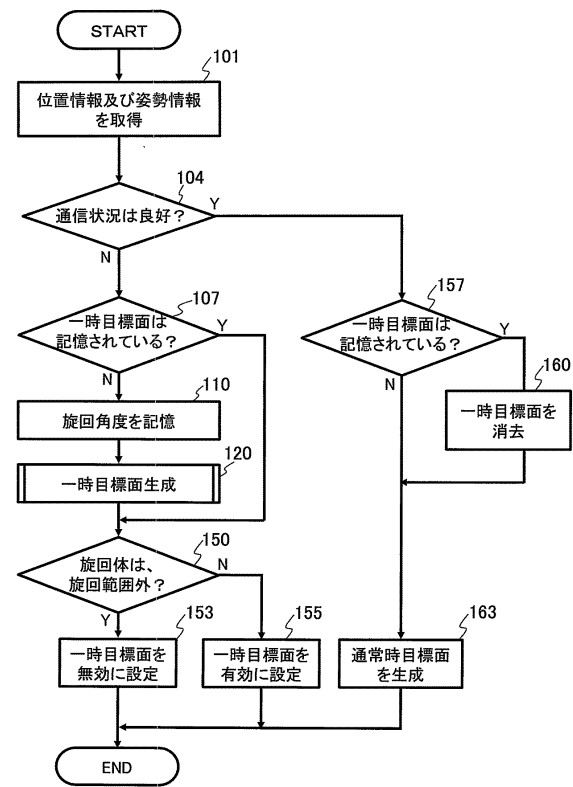 START
101
位置情報及び姿勢情報
を取得
104
通信状況は良好？
Y
N
107
一時目標面は
記憶されている？
Y
N
157
一時目標面は
記憶されている？
Y
N
160
一時目標面を
消去
110
旋回角度を記憶
120
一時目標面生成
150
旋回体は、
旋回範囲外？
N
Y
153
一時目標面を
無効に設定
155
一時目標面を
有効に設定
163
通常時目標面
を生成
END